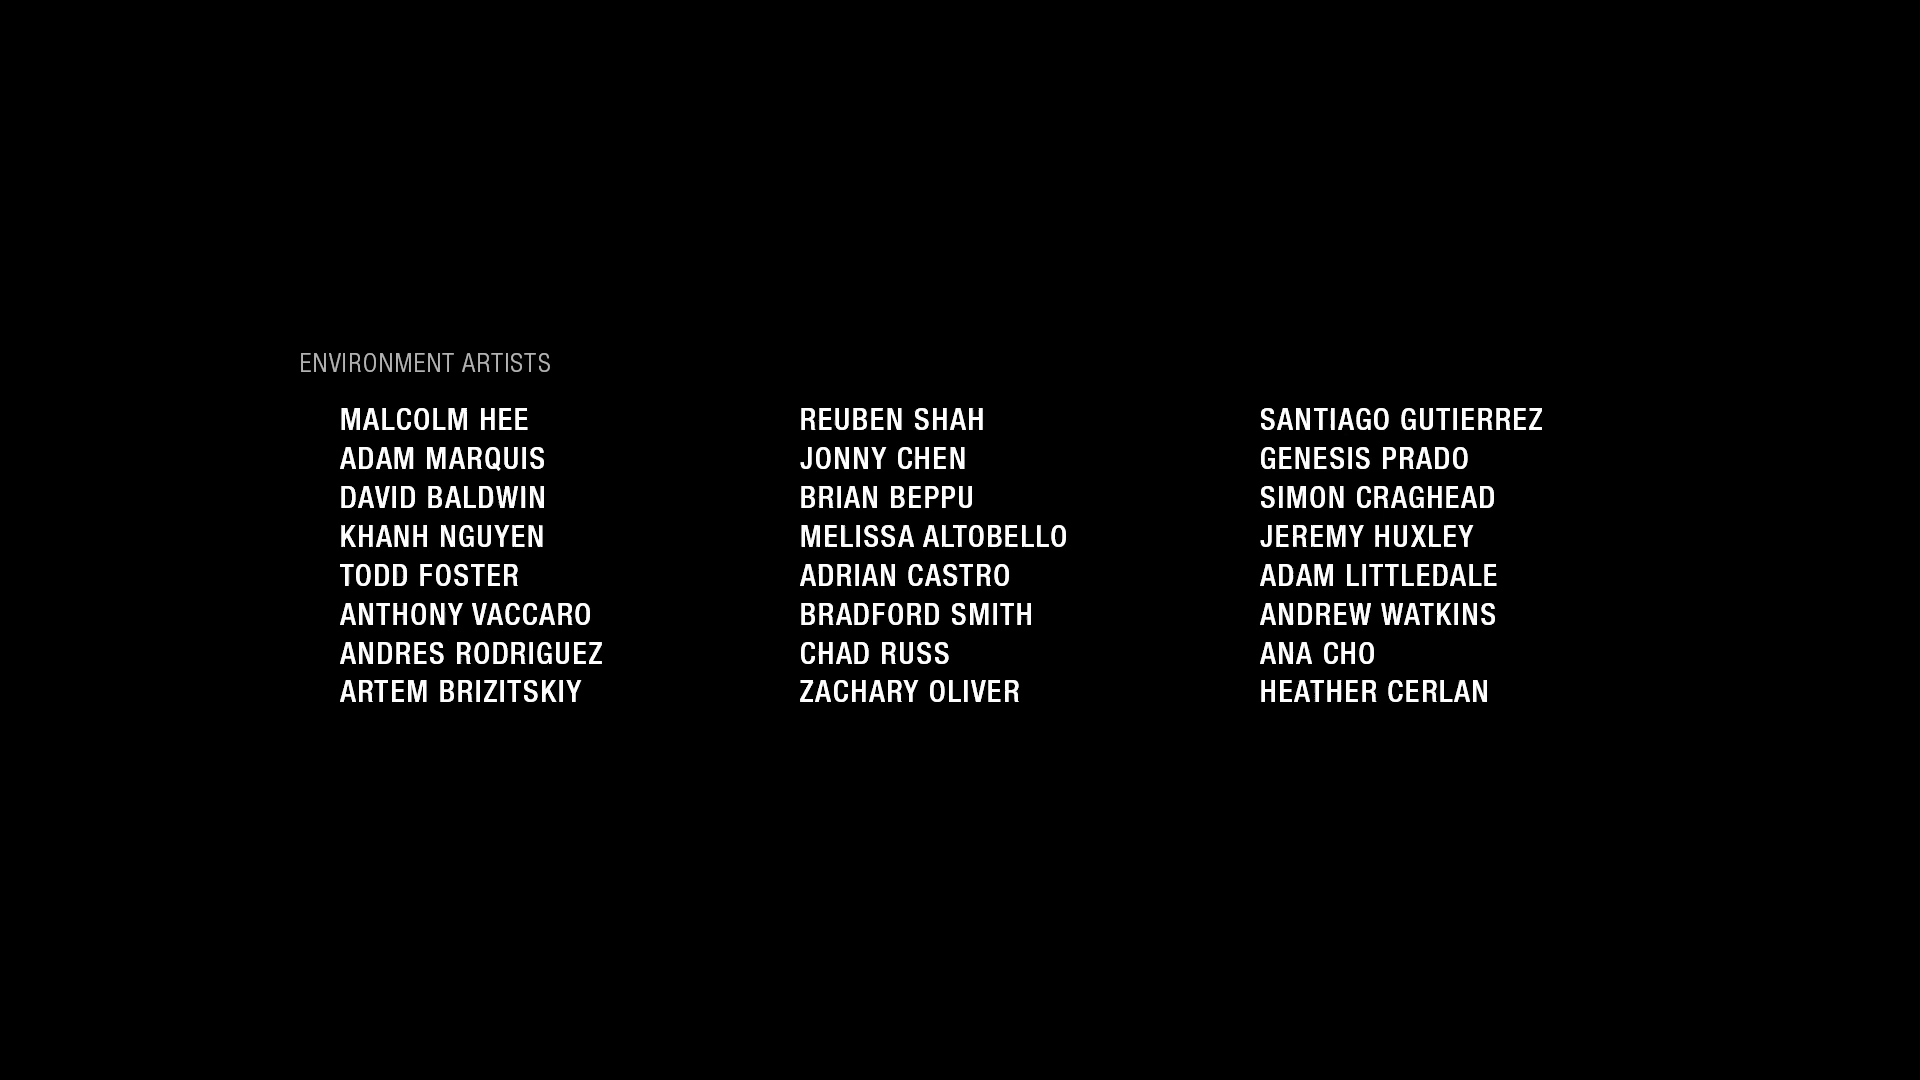 ENVIRONMENT ARTISTS
MALCOLM HEE
ADAM MARQUIS
DAVID BALDWIN
KHANH NGUYEN
TODD FOSTER
ANTHONY VACCARO
ANDRES RODRIGUEZ
ARTEM BRIZITSKIY
REUBEN SHAH
JONNY CHEN
BRIAN BEPPU
MELISSA ALTOBELLO
ADRIAN CASTRO
BRADFORD SMITH
CHAD RUSS
ZACHARY OLIVER
SANTIAGO GUTIERREZ
GENESIS PRADO
SIMON CRAGHEAD
JEREMY HUXLEY
ADAM LITTLEDALE
ANDREW WATKINS
ANA CHO
HEATHER CERLAN